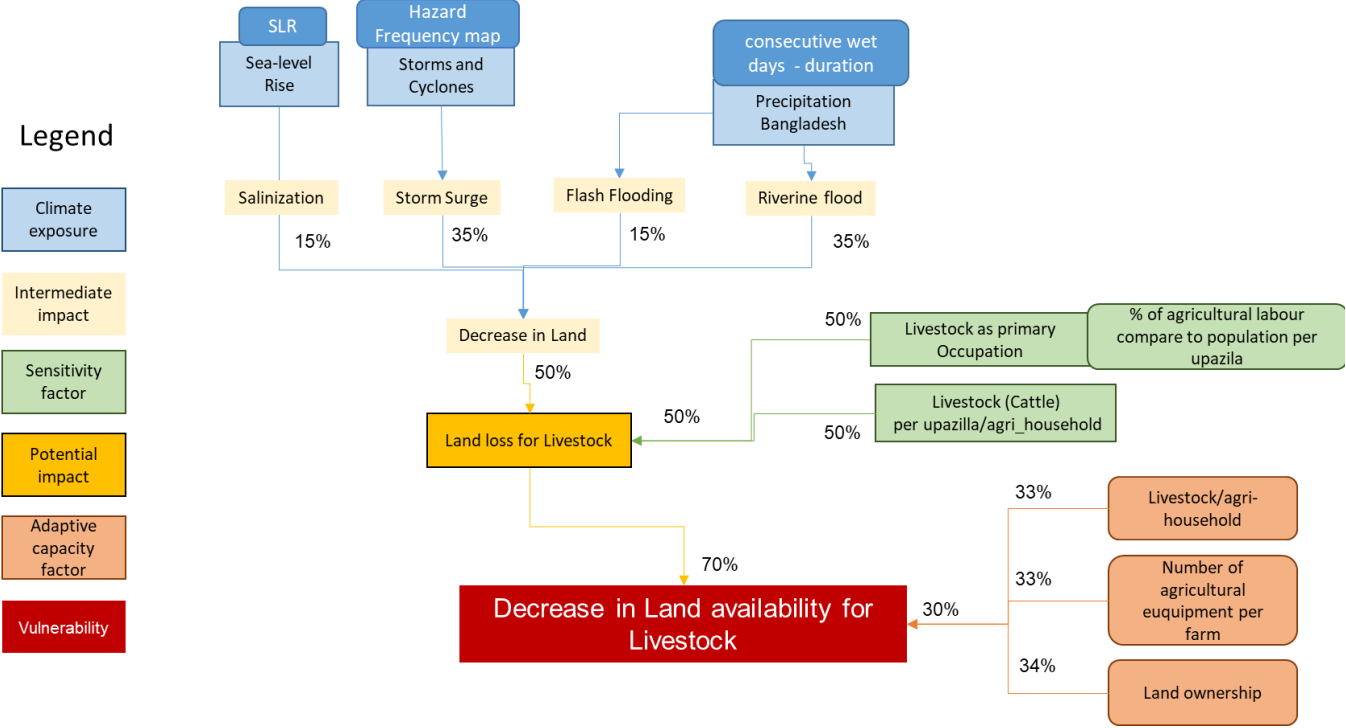 SLR
Hazard
Frequency map
consecutive wet
days - duration
Sea-level
Rise
Storms and
Cyclones
Precipitation
Bangladesh
Legend
Climate
exposure
Intermediate
impact
Sensitivity
factor
Potential
impact
Adaptive
capacity
factor
Vulnerability
Salinization
Storm Surge
Flash Flooding
Riverine flood
15%
35%
15%
35%
Decrease in Land
50%
50%
Livestock as primary
Occupation
% of agricultural labour
compare to population per
upazila
Land loss for Livestock
50%
50%
Livestock (Cattle)
per upazilla/agri_household
70%
Decrease in Land availability for
Livestock
30%
33%
Livestock/agri-
household
33%
Number of
agricultural
euquipment per
farm
34%
Land ownership